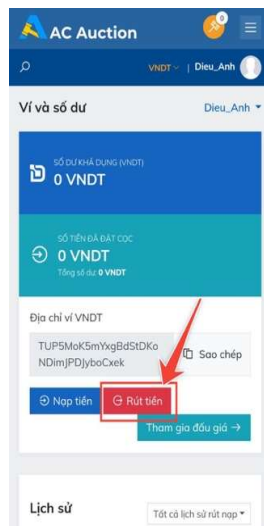 AC Auction
0
VNDT | Dieu_Anh
Ví và số dư
Dieu_Anh
SỐ DƯ KHẢ DỤNG (VNDT)
0 VNDT
SỐ TIỀN ĐÃ ĐẶT CỌC
0 VNDT
Tổng số dư: 0 VNDT
Địa chỉ ví VNDT
TUP5MoK5mYxgBdStDKo
NDimjPDJyboCxek
Sao chép
Nạp tiền
Rút tiền
Tham gia đấu giá →
Lịch sử
Tất cả lịch sử rút nạp